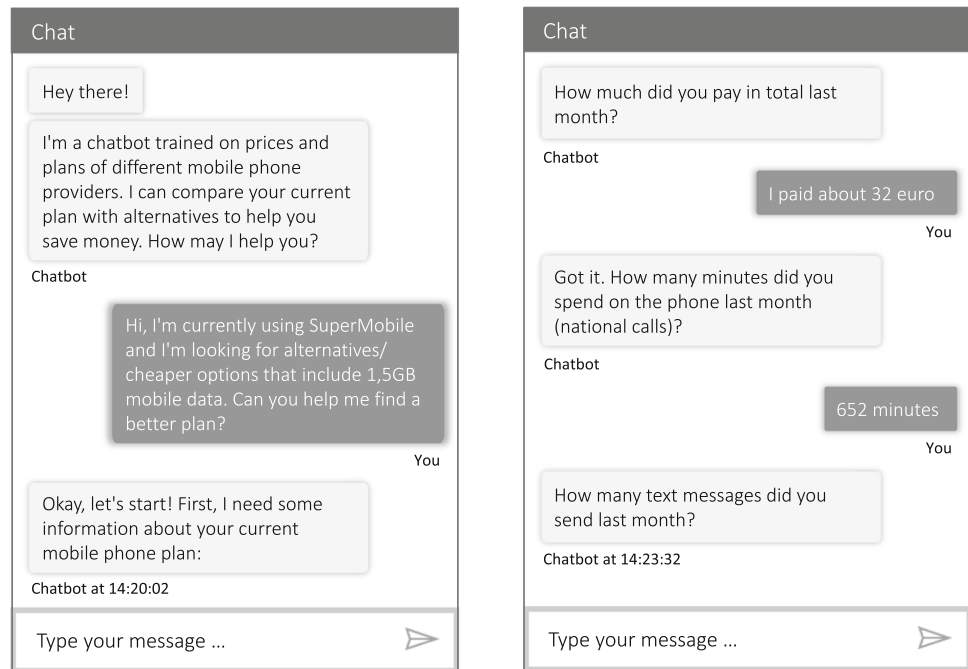 Chat
Hey there!
I'm a chatbot trained on prices and
plans of different mobile phone
providers. I can compare your current
plan with alternatives to help you
save money. How may I help you?
Chatbot
Hi, I'm currently using SuperMobile
and I'm looking for alternatives/
cheaper options that include 1,5GB
mobile data. Can you help me find a
better plan?
You
Okay, let's start! First, I need some
information about your current
mobile phone plan:
Chatbot at 14:20:02
Type your message ...
Chat
How much did you pay in total last
month?
Chatbot
I paid about 32 euro
You
Got it. How many minutes did you
spend on the phone last month
(national calls)?
Chatbot
652 minutes
You
How many text messages did you
send last month?
Chatbot at 14:23:32
Type your message ...